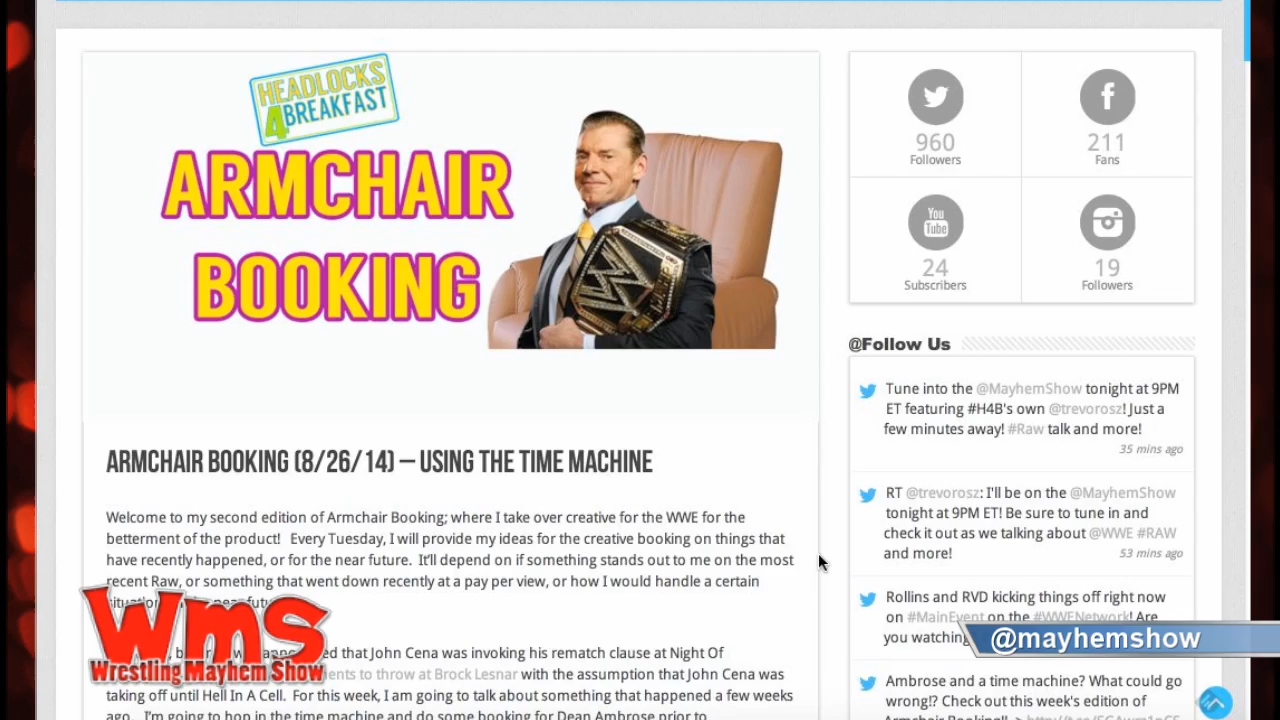 HEADLOCKS
4 BREAKFAST
ARMCHAIR
BOOKING
ARMCHAIR BOOKING (8/26/14) – USING THE TIME MACHINE
Welcome to my second edition of Armchair Booking; where I take over creative for the WWE for the
betterment of the product! Every Tuesday, I will provide my ideas for the creative booking on things that
have recently happened, or for the near future. It'll depend on if something stands out to me on the most
recent Raw, or something that went down recently at a pay per view, or how I would handle a certain
that John Cena was invoking his rematch clause at Night Of
to throw at Brock Lesnar with the assumption that John Cena was
taking off until Hell In A Cell. For this week, I am going to talk about something that happened a few weeks
ago. I'm going to hop in the time machine and do some booking for Dean Ambrose prior to
wms
Wrestling Mayhem Show
960
Followers
211
Fans
You
Tube
24
Subscribers
19
Followers
@Follow Us
Tune into the @MayhemShow tonight at 9PM
ET featuring #H4B's own @trevorosz! Just a
few minutes away! #Raw talk and more!
35 mins ago
RT @trevorosz: I'll be on the @MayhemShow
tonight at 9PM ET! Be sure to tune in and
check it out as we talking about @WWE #RAW
and more!
53 mins ago
Rollins and RVD kicking things off right now
on #MainEvent on the #WWENetwork! Are
you watching
@mayhemshow
Ambrose and a time machine? What could go
wrong!? Check out this week's edition of
Armchair Booking!!